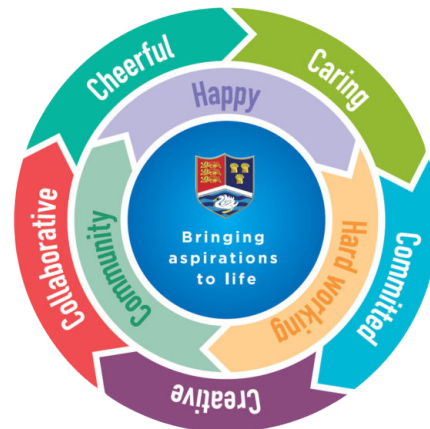 Cheerful
Caring
Committed
Creative
Collaborative
Happy
Hard working
Community
Bringing
aspirations
to life